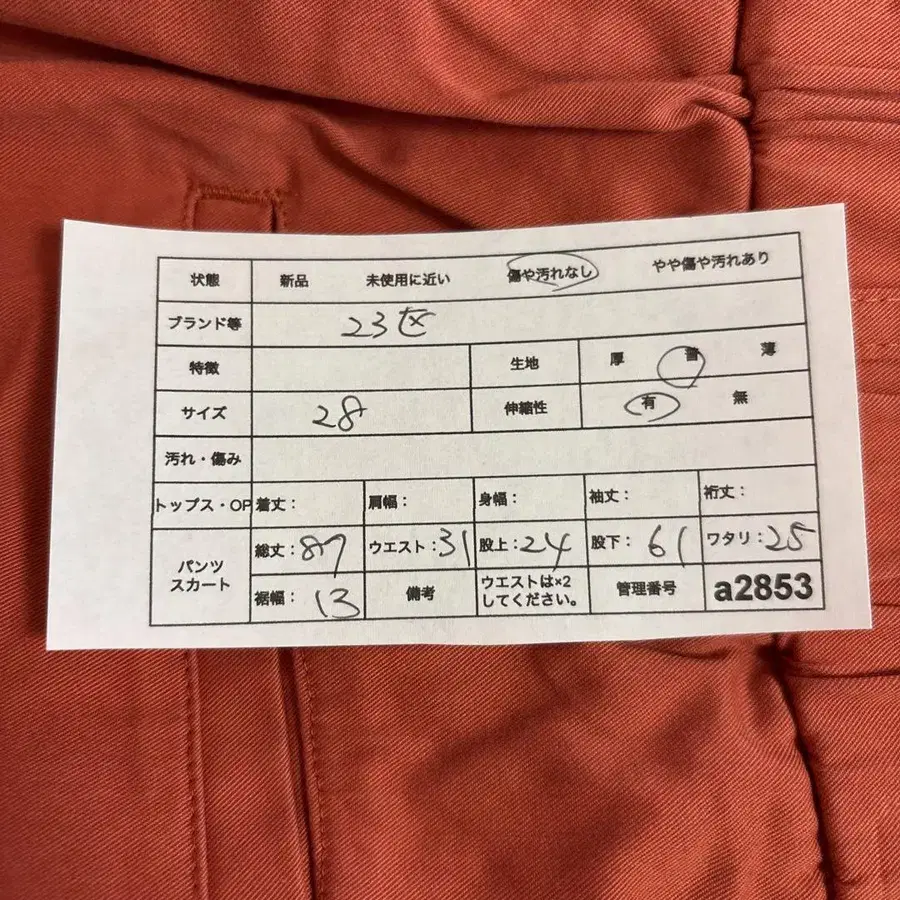 状態 新品 未使用に近い 傷や汚れなし やや傷や汚れあり
ブランド等 23区
特徴 生地 厚 普 薄
サイズ 28 伸縮性 有 無
汚れ・傷み
トップス・OP 着丈： 肩幅： 身幅： 袖丈： 裄丈：
パンツ
スカート
総丈：87 ウエスト：31 股上：24 股下：61 ワタリ：25
裾幅：13 備考 ウエストは×2
してください。 管理番号 a2853